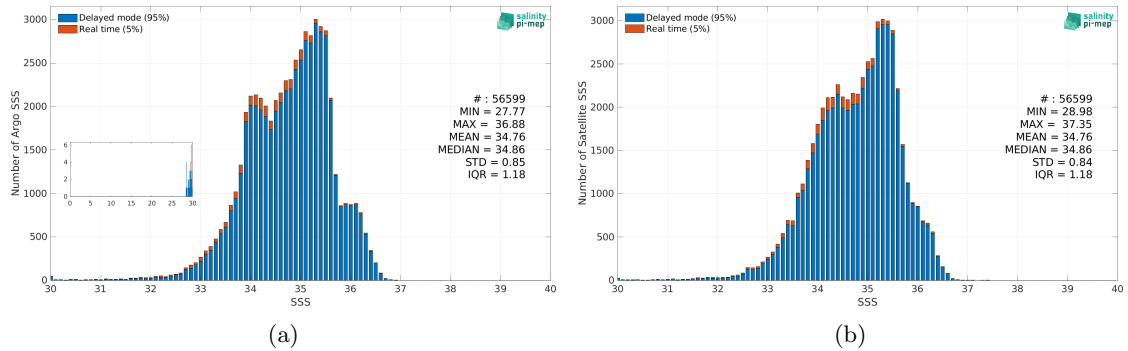 Delayed mode (95%)
Real time (5%)
salinity
pi-mep
Number of Argo SSS
3000
2500
2000
1500
1000
500
0
30 31 32 33 34 35 36 37 38 39 40
SSS
# : 56599
MIN = 27.77
MAX = 36.88
MEAN = 34.76
MEDIAN = 34.86
STD = 0.85
IQR = 1.18
6
4
2
0
0 5 10 15 20 25 30
(a)
Delayed mode (95%)
Real time (5%)
salinity
pi-mep
Number of Satellite SSS
3000
2500
2000
1500
1000
500
0
30 31 32 33 34 35 36 37 38 39 40
SSS
# : 56599
MIN = 28.98
MAX = 37.35
MEAN = 34.76
MEDIAN = 34.86
STD = 0.84
IQR = 1.18
(b)